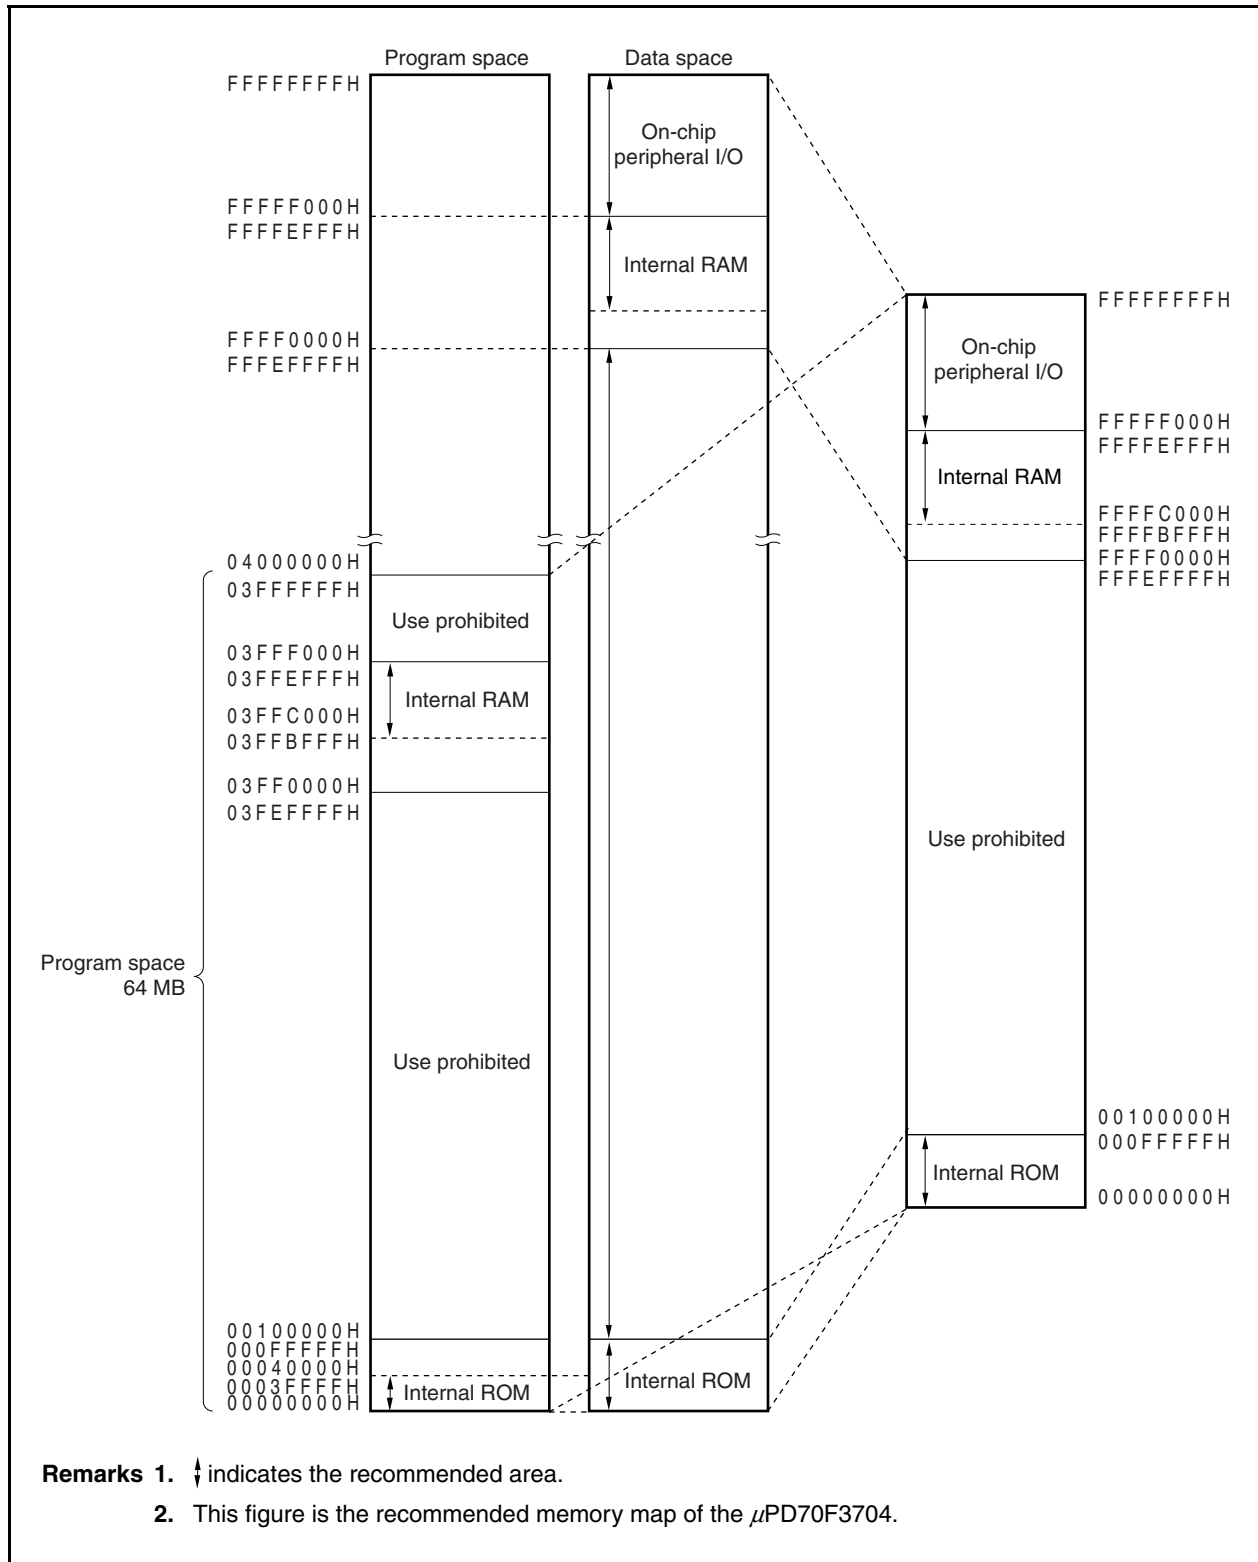 Program space
Data space
FFFFFFFFH
On-chip
peripheral I/O
FFFFF000H
FFFFEFFFH
Internal RAM
FFFF0000H
FFFEFFFFH
04000000H
03FFFFFFH
Use prohibited
03FFF000H
03FFEFFFH
Internal RAM
03FFC000H
03FFBFFFH
03FF0000H
03FEFFFFH
Program space
64 MB
Use prohibited
00100000H
000FFFFFH
00040000H
0003FFFFH
00000000H
Internal ROM
Internal ROM
FFFFFFFFH
On-chip
peripheral I/O
FFFFF000H
FFFFEFFFH
Internal RAM
FFFFC000H
FFFFBFFFH
FFFF0000H
FFFEFFFFH
Use prohibited
00100000H
000FFFFFH
Internal ROM
00000000H
Remarks 1. ↕ indicates the recommended area.
2. This figure is the recommended memory map of the μPD70F3704.